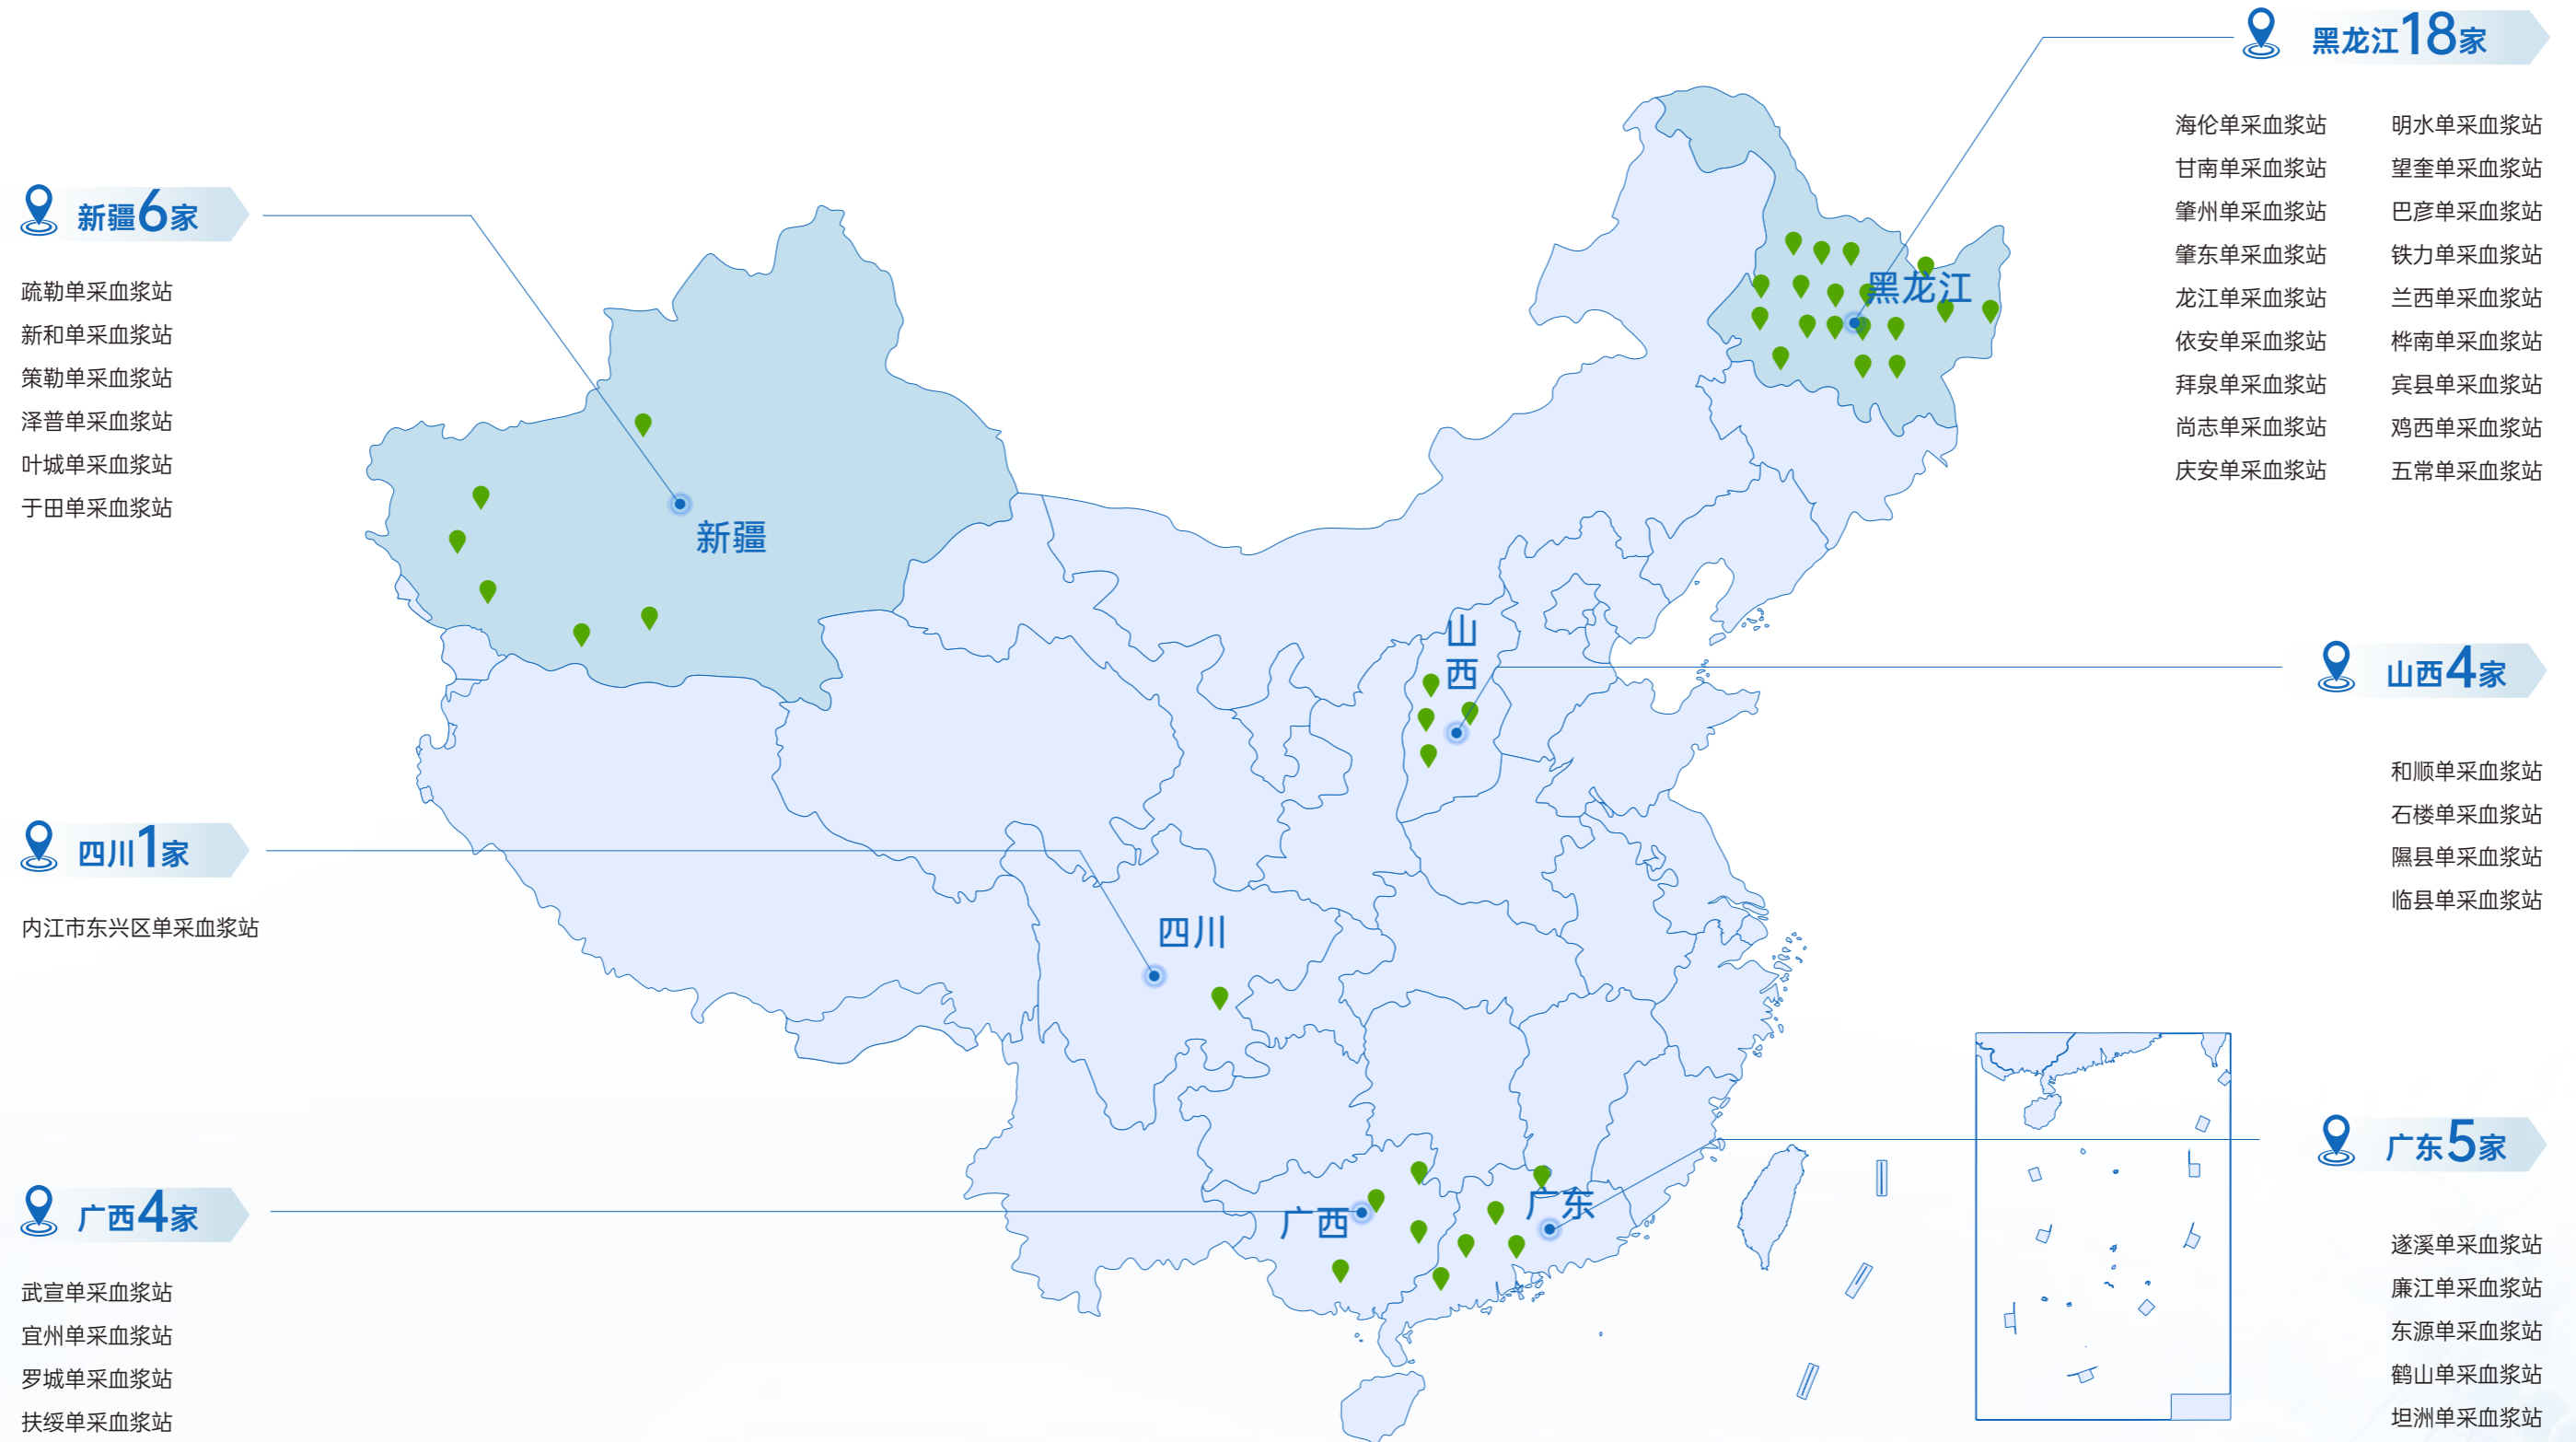 黑龙江18家
海伦单采血浆站 明水单采血浆站
甘南单采血浆站 望奎单采血浆站
肇州单采血浆站 巴彦单采血浆站
肇东单采血浆站 铁力单采血浆站
龙江单采血浆站 兰西单采血浆站
依安单采血浆站 桦南单采血浆站
拜泉单采血浆站 宾县单采血浆站
尚志单采血浆站 鸡西单采血浆站
庆安单采血浆站 五常单采血浆站
新疆6家
疏勒单采血浆站
新和单采血浆站
策勒单采血浆站
泽普单采血浆站
叶城单采血浆站
于田单采血浆站
黑龙江
新疆
山
西
山西4家
和顺单采血浆站
石楼单采血浆站
隰县单采血浆站
临县单采血浆站
四川1家
内江市东兴区单采血浆站
四川
广东5家
遂溪单采血浆站
廉江单采血浆站
东源单采血浆站
鹤山单采血浆站
坦洲单采血浆站
广西4家
武宣单采血浆站
宜州单采血浆站
罗城单采血浆站
扶绥单采血浆站
广西
广东